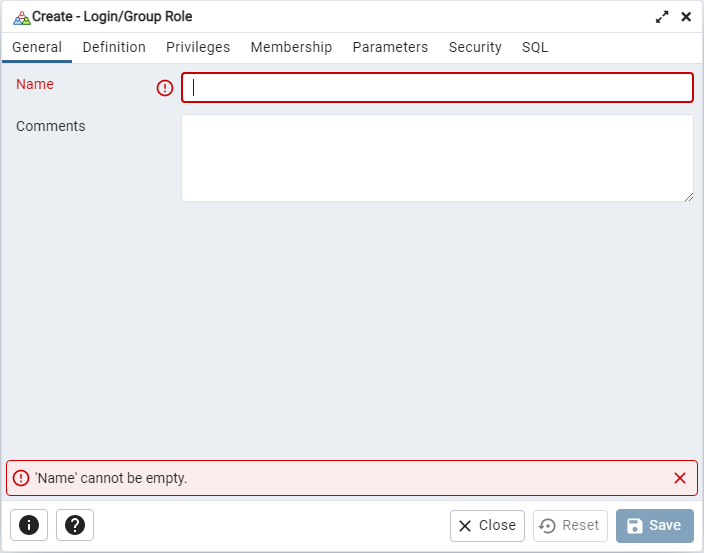 Create - Login/Group Role
General Definition Privileges Membership Parameters Security SQL
Name
Comments
'Name' cannot be empty.
Close Reset Save